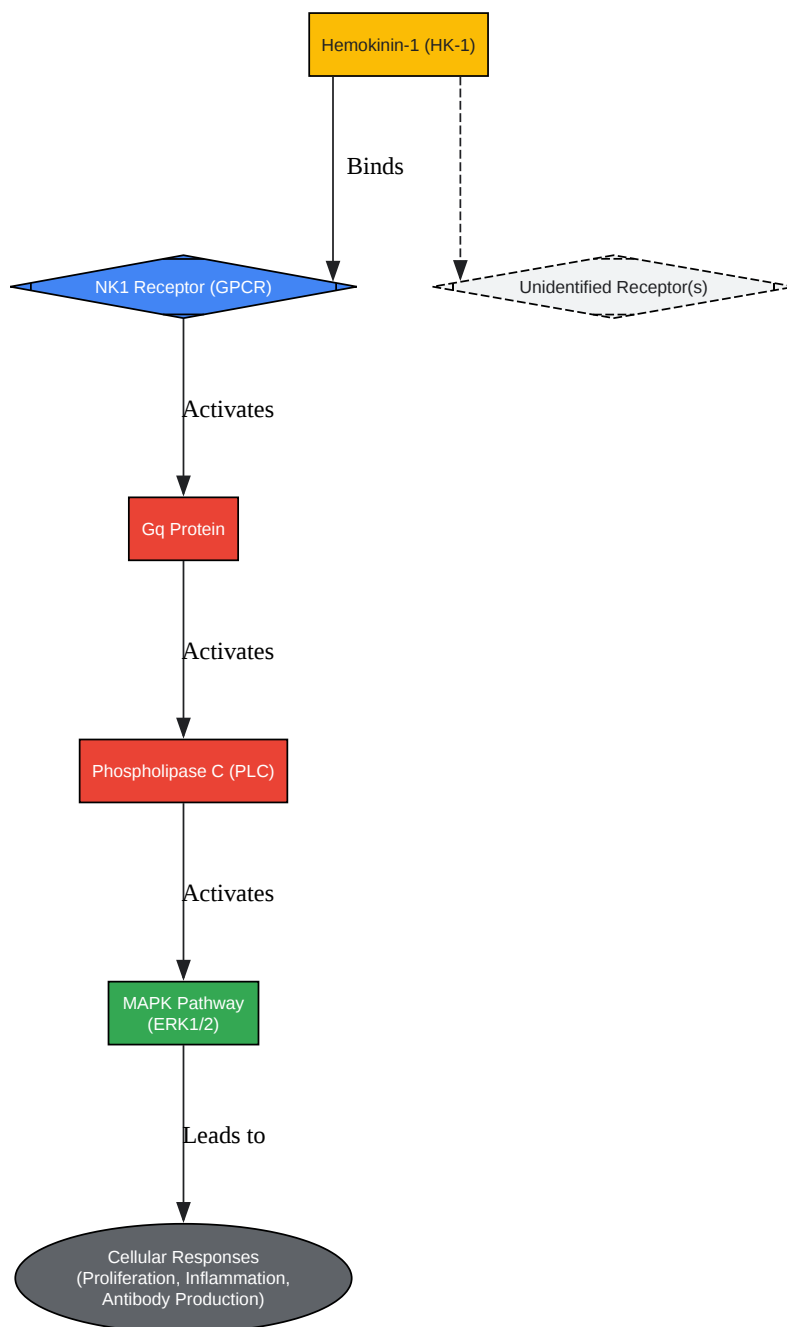 Hemokinin-1 (HK-1)
Binds
NK1 Receptor (GPCR)
Unidentified Receptor(s)
Activates
Gq Protein
Activates
Phospholipase C (PLC)
Activates
MAPK Pathway
(ERK1/2)
Leads to
Cellular Responses
(Proliferation, Inflammation,
Antibody Production)